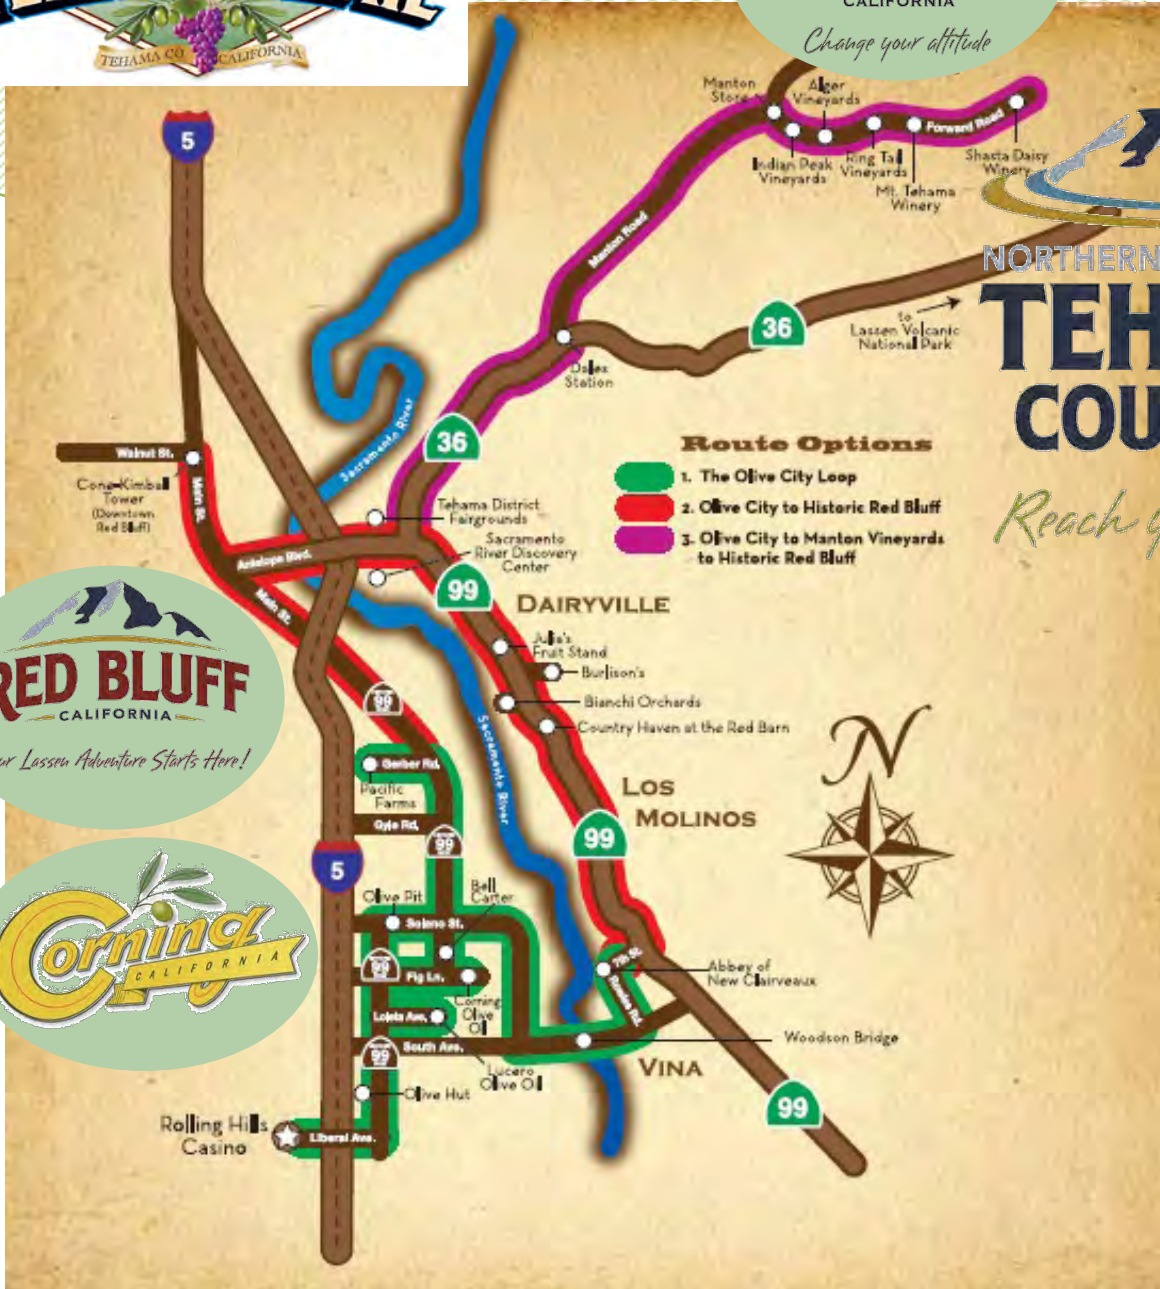 TEHAMA CO. CALIFORNIA
CALIFORNIA
Change your altitude
5
Manton
Store
Alger
Vineyards
Forward Road
Indian Peak
Vineyards
Ring Tail
Vineyards
Mt. Tehama
Winery
Shasta Daisy
Winery
Manton Road
NORTHERN
TEH
COU
Reach y
36
to
Lassen Volcanic
National Park
Dales
Station
36
Sacramento River
Route Options
1. The Olive City Loop
2. Olive City to Historic Red Bluff
3. Olive City to Manton Vineyards
to Historic Red Bluff
Walnut St.
Main St.
Cone-Kimball
Tower
(Downtown
Red Bluff)
Tehama District
Fairgrounds
Sacramento
River Discovery
Center
Antelope Blvd.
Main St.
99
DAIRYVILLE
Julia's
Fruit Stand
Burlison's
Bianchi Orchards
Country Haven at the Red Barn
RED BLUFF
CALIFORNIA
ur Lassen Adventure Starts Here!
99
Sacramento River
N
Gerber Rd.
Pacific
Farms
Gyle Rd.
LOS
MOLINOS
99
99
5
Corning
CALIFORNIA
Olive Pit
Bell
Carter
Solano St.
99
Fig Ln.
Corning
Olive
Oil
Loleta Ave.
7th St.
Rowles Rd.
Abbey of
New Clairveaux
99
South Ave.
Lucero
Olive Oil
Woodson Bridge
VINA
Olive Hut
99
Rolling Hills
Casino
Liberal Ave.